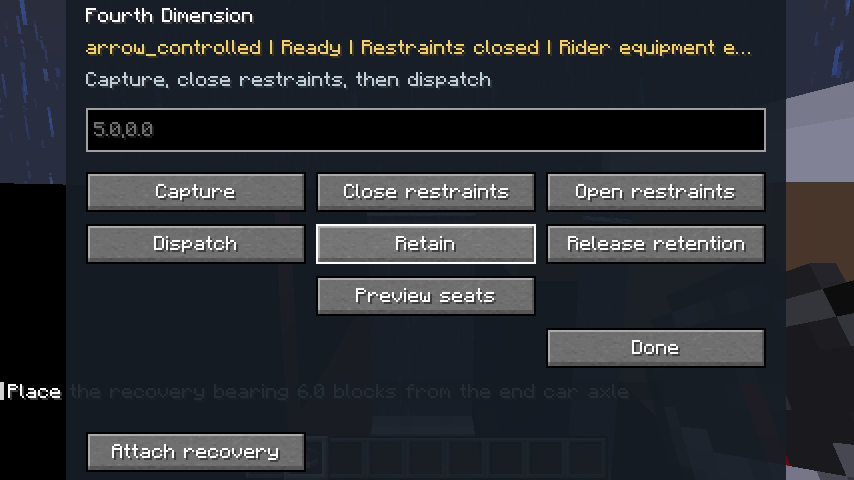 Fourth Dimension
arrow_controlled | Ready | Restraints closed | Rider equipment e...
Capture, close restraints, then dispatch
5.0,0.0
Capture Close restraints Open restraints
Dispatch Retain Release retention
Preview seats
Done
Place the recovery bearing 6.0 blocks from the end car axle
Attach recovery